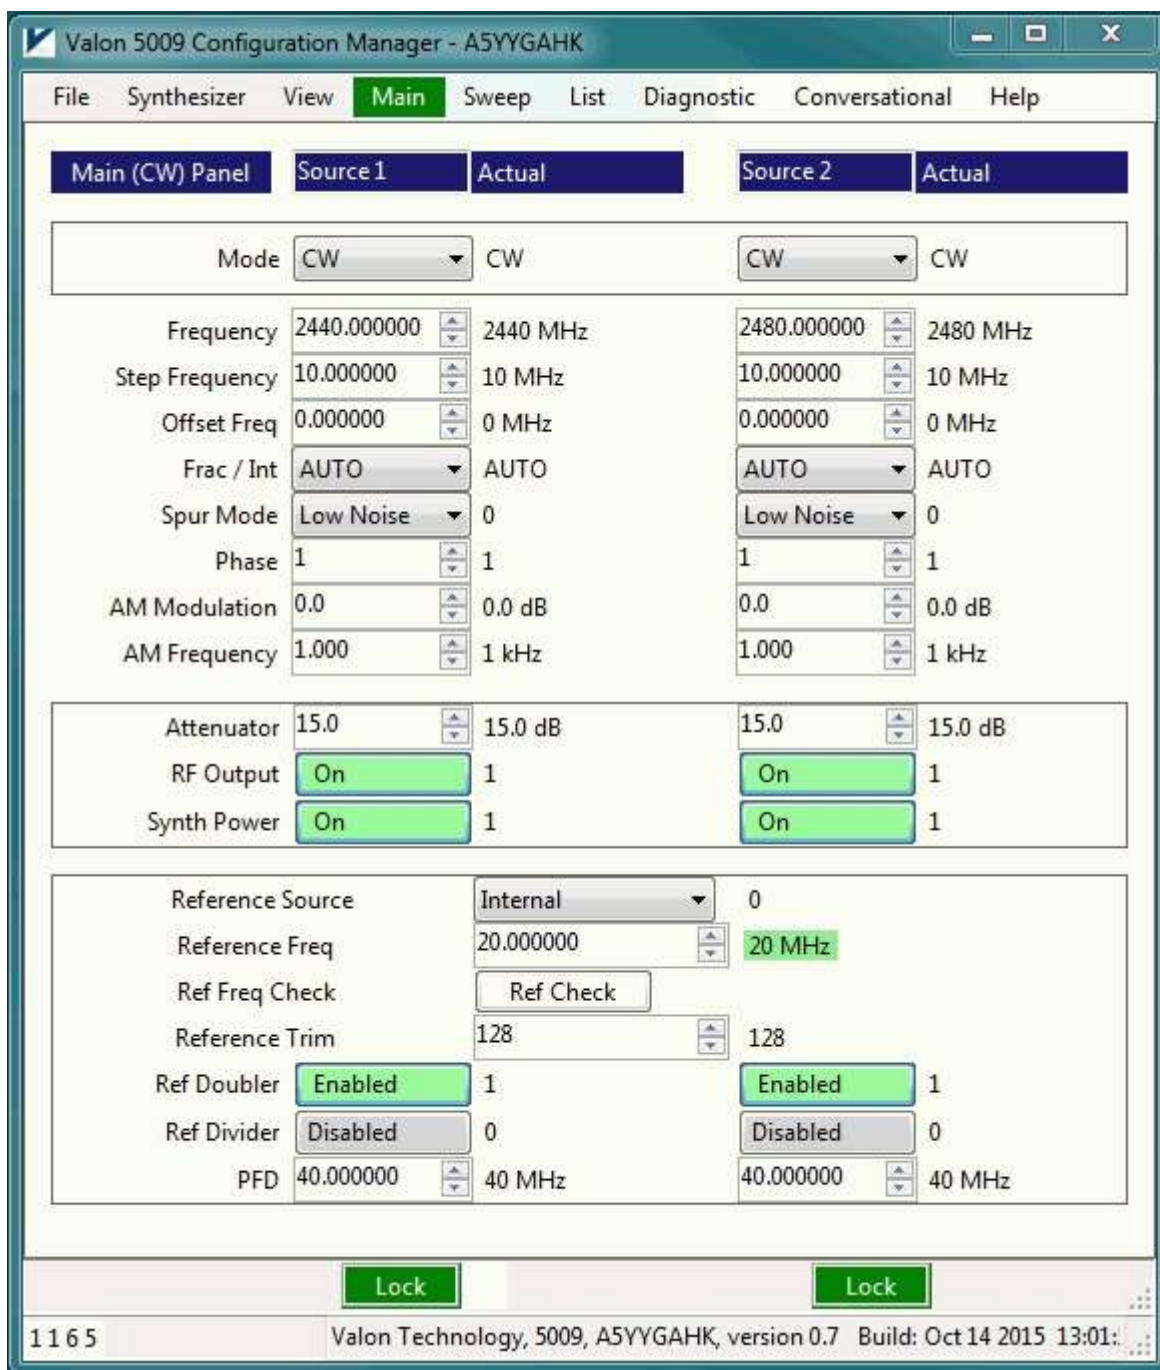 Valon 5009 Configuration Manager - A5YYGAHK
File Synthesizer View Main Sweep List Diagnostic Conversational Help
Main (CW) Panel Source 1 Actual Source 2 Actual
Mode CW CW CW CW
Frequency 2440.000000 2440 MHz 2480.000000 2480 MHz
Step Frequency 10.000000 10 MHz 10.000000 10 MHz
Offset Freq 0.000000 0 MHz 0.000000 0 MHz
Frac / Int AUTO AUTO AUTO AUTO
Spur Mode Low Noise 0 Low Noise 0
Phase 1 1 1 1
AM Modulation 0.0 0.0 dB 0.0 0.0 dB
AM Frequency 1.000 1 kHz 1.000 1 kHz
Attenuator 15.0 15.0 dB 15.0 15.0 dB
RF Output On 1 On 1
Synth Power On 1 On 1
Reference Source Internal 0
Reference Freq 20.000000 20 MHz
Ref Freq Check Ref Check
Reference Trim 128 128
Ref Doubler Enabled 1 Enabled 1
Ref Divider Disabled 0 Disabled 0
PFD 40.000000 40 MHz 40.000000 40 MHz
Lock Lock
1 1 6 5 Valon Technology, 5009, A5YYGAHK, version 0.7 Build: Oct 14 2015 13:01: